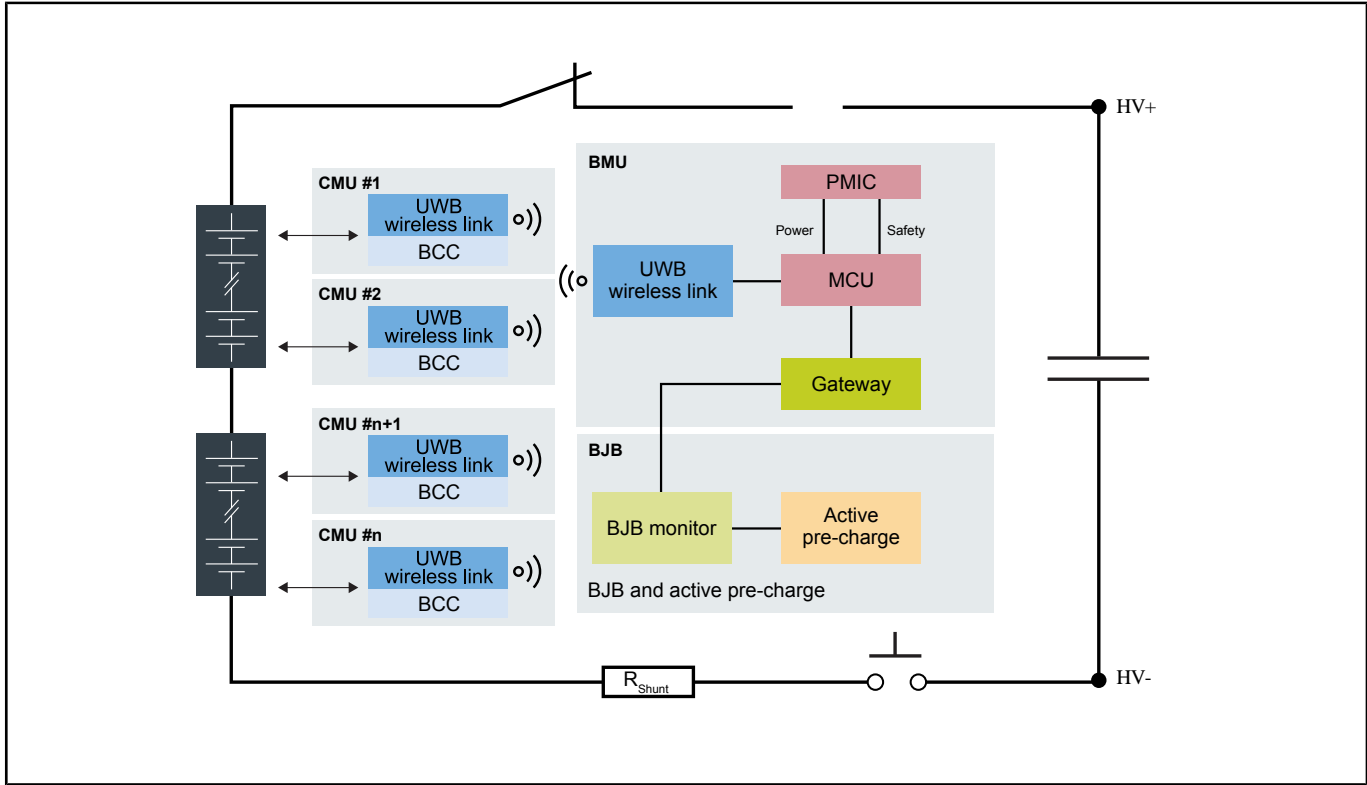 HV+
CMU #1
UWB
wireless link
BCC
CMU #2
UWB
wireless link
BCC
CMU #n+1
UWB
wireless link
BCC
CMU #n
UWB
wireless link
BCC
BMU
PMIC
Power
Safety
UWB
wireless link
MCU
Gateway
BJB
BJB monitor
Active
pre-charge
BJB and active pre-charge
RShunt
HV-